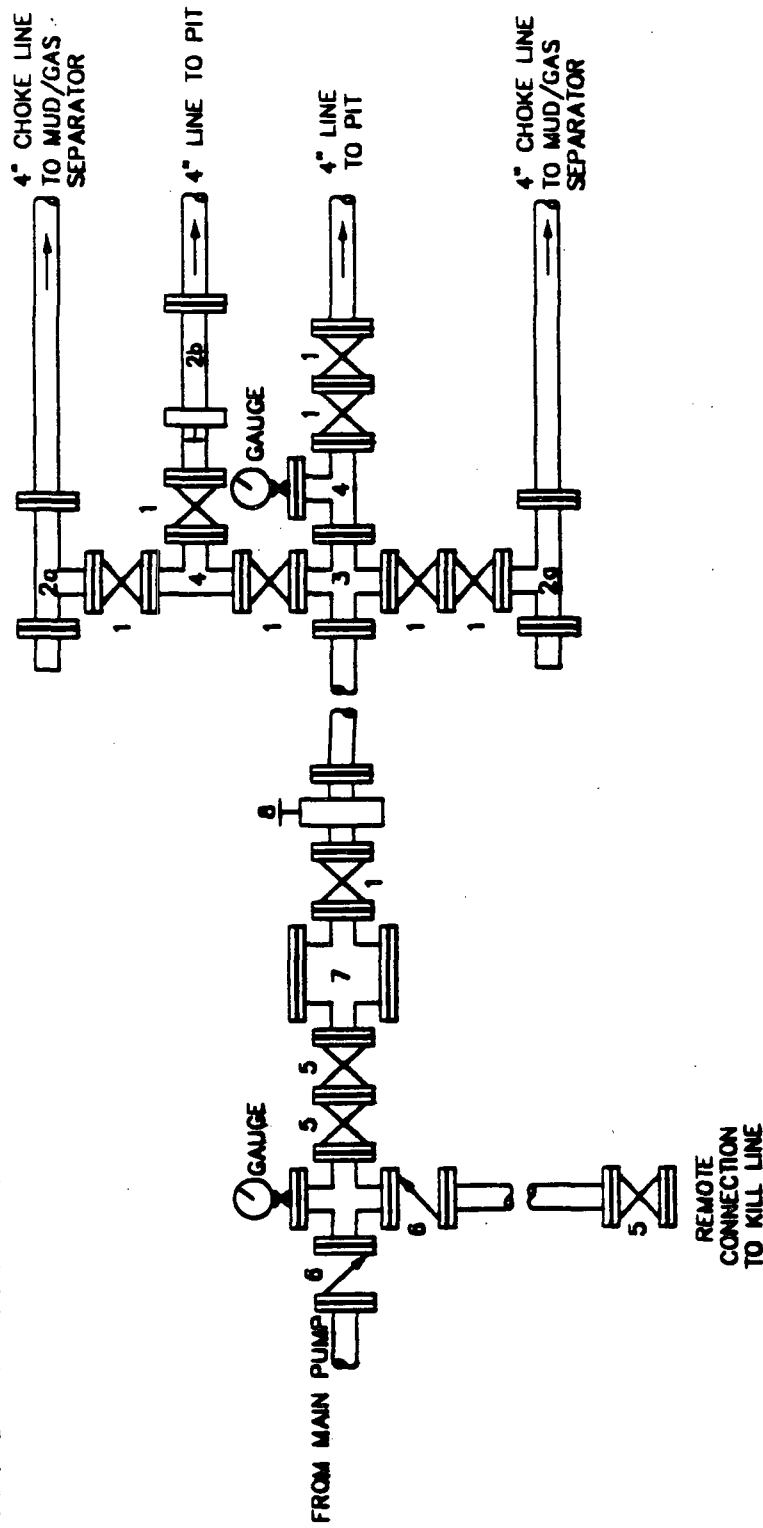 4" CHOKE LINE
TO MUD/GAS
SEPARATOR
4" LINE TO PIT
4" LINE
TO PIT
4" CHOKE LINE
TO MUD/GAS
SEPARATOR
2a
1
4
1
2b
1
GAUGE
3
4
1
1
1
1
2a
8
1
7
5
5
GAUGE
6
6
5
FROM MAIN PUMP
REMOTE
CONNECTION
TO KILL LINE